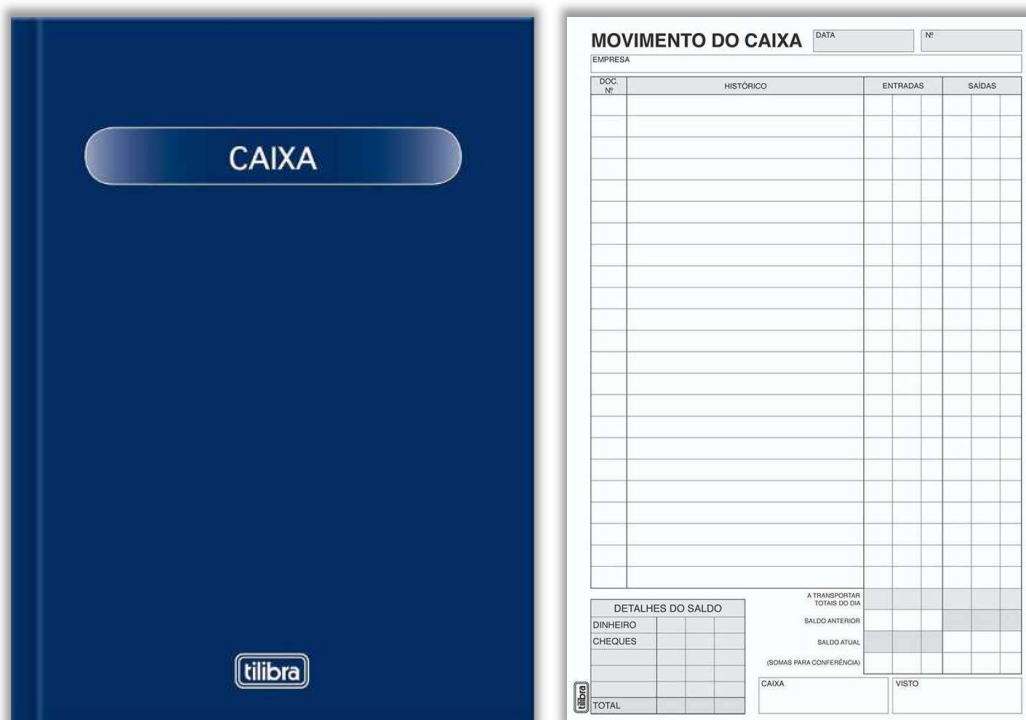 CAIXA
tilibra
MOVIMENTO DO CAIXA
DATA
Nº
EMPRESA
DOC. Nº
HISTÓRICO
ENTRADAS
SAÍDAS
A TRANSPORTAR
TOTAIS DO DIA
SALDO ANTERIOR
SALDO ATUAL
(SOMAS PARA CONFERÊNCIA)
DETALHES DO SALDO
DINHEIRO
CHEQUES
TOTAL
CAIXA
VISTO
tilibra